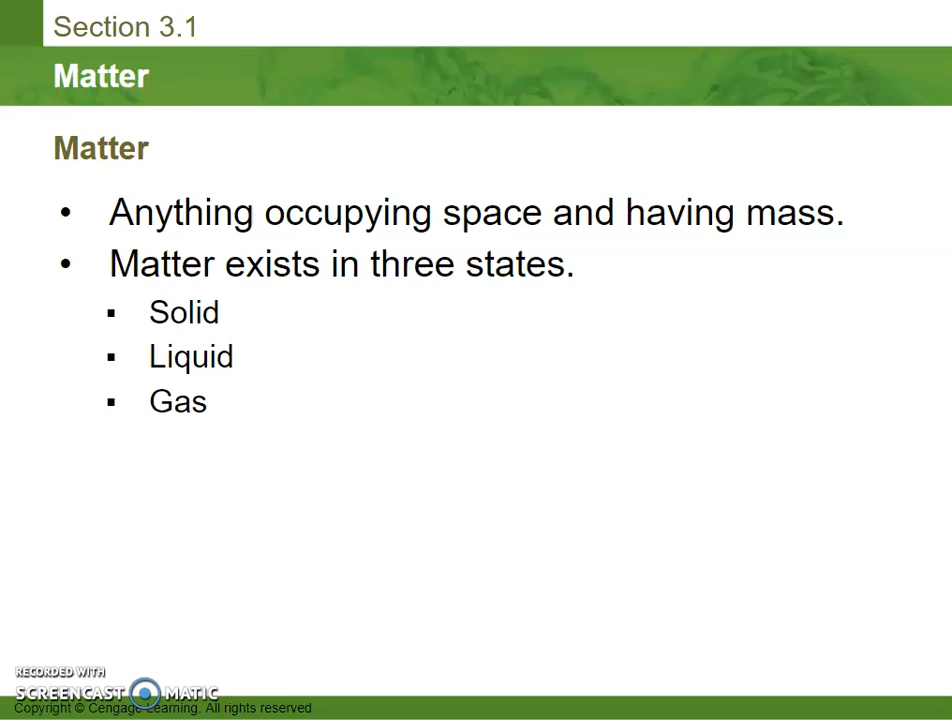 Section 3.1
Matter
Matter
• Anything occupying space and having mass.
• Matter exists in three states.
▪ Solid
▪ Liquid
▪ Gas
RECORDED WITH
SCREENCAST MATIC
Copyright © Cengage Learning. All rights reserved